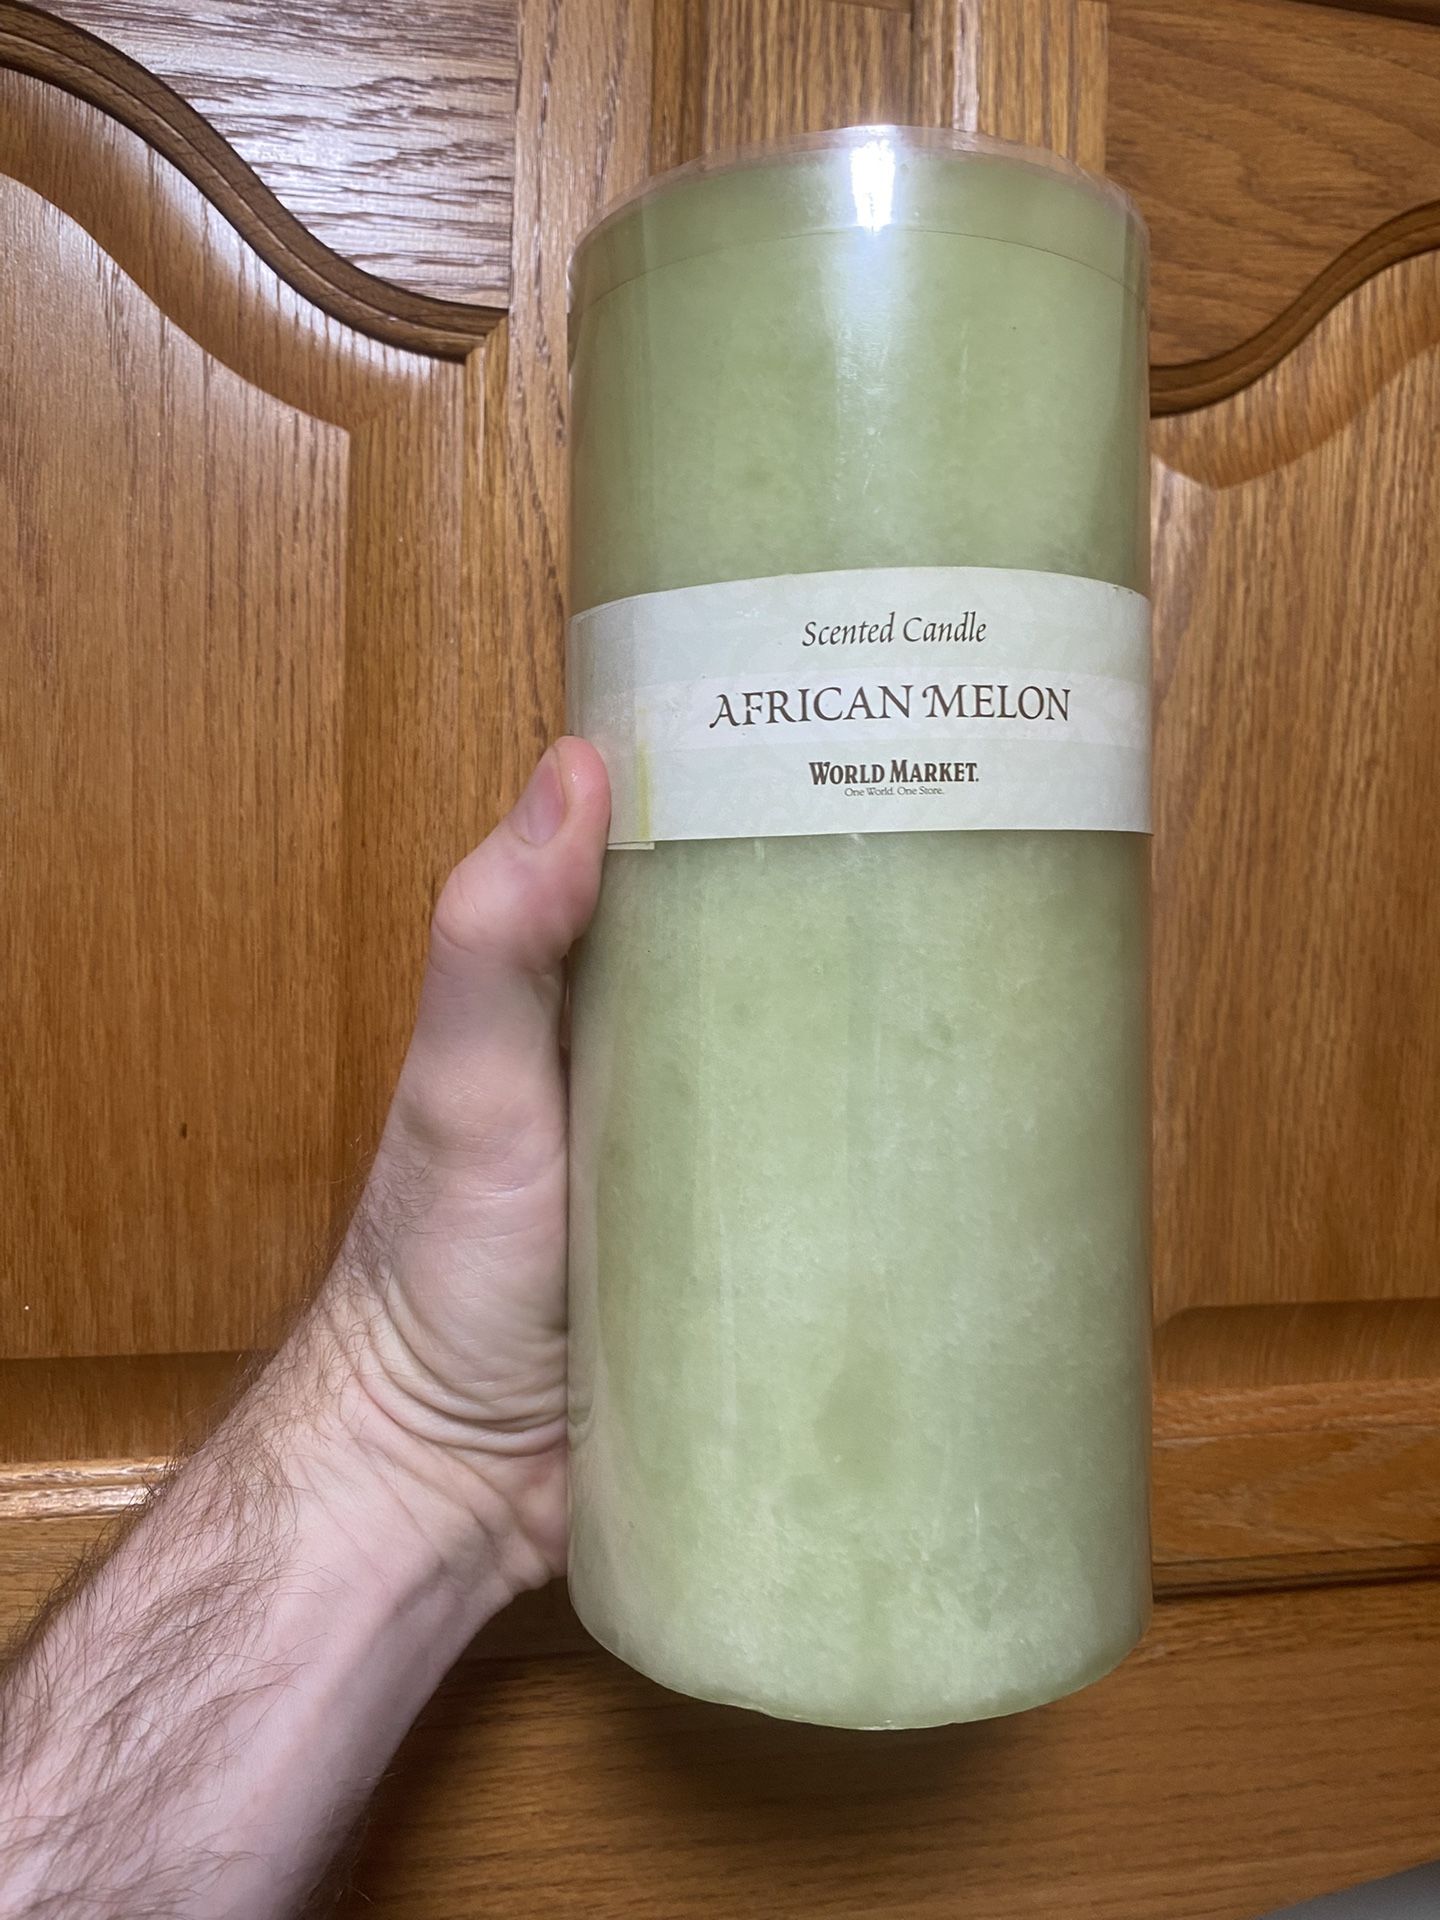 Scented Candle
AFRICAN MELON
WORLD MARKET.
One World. One Store.